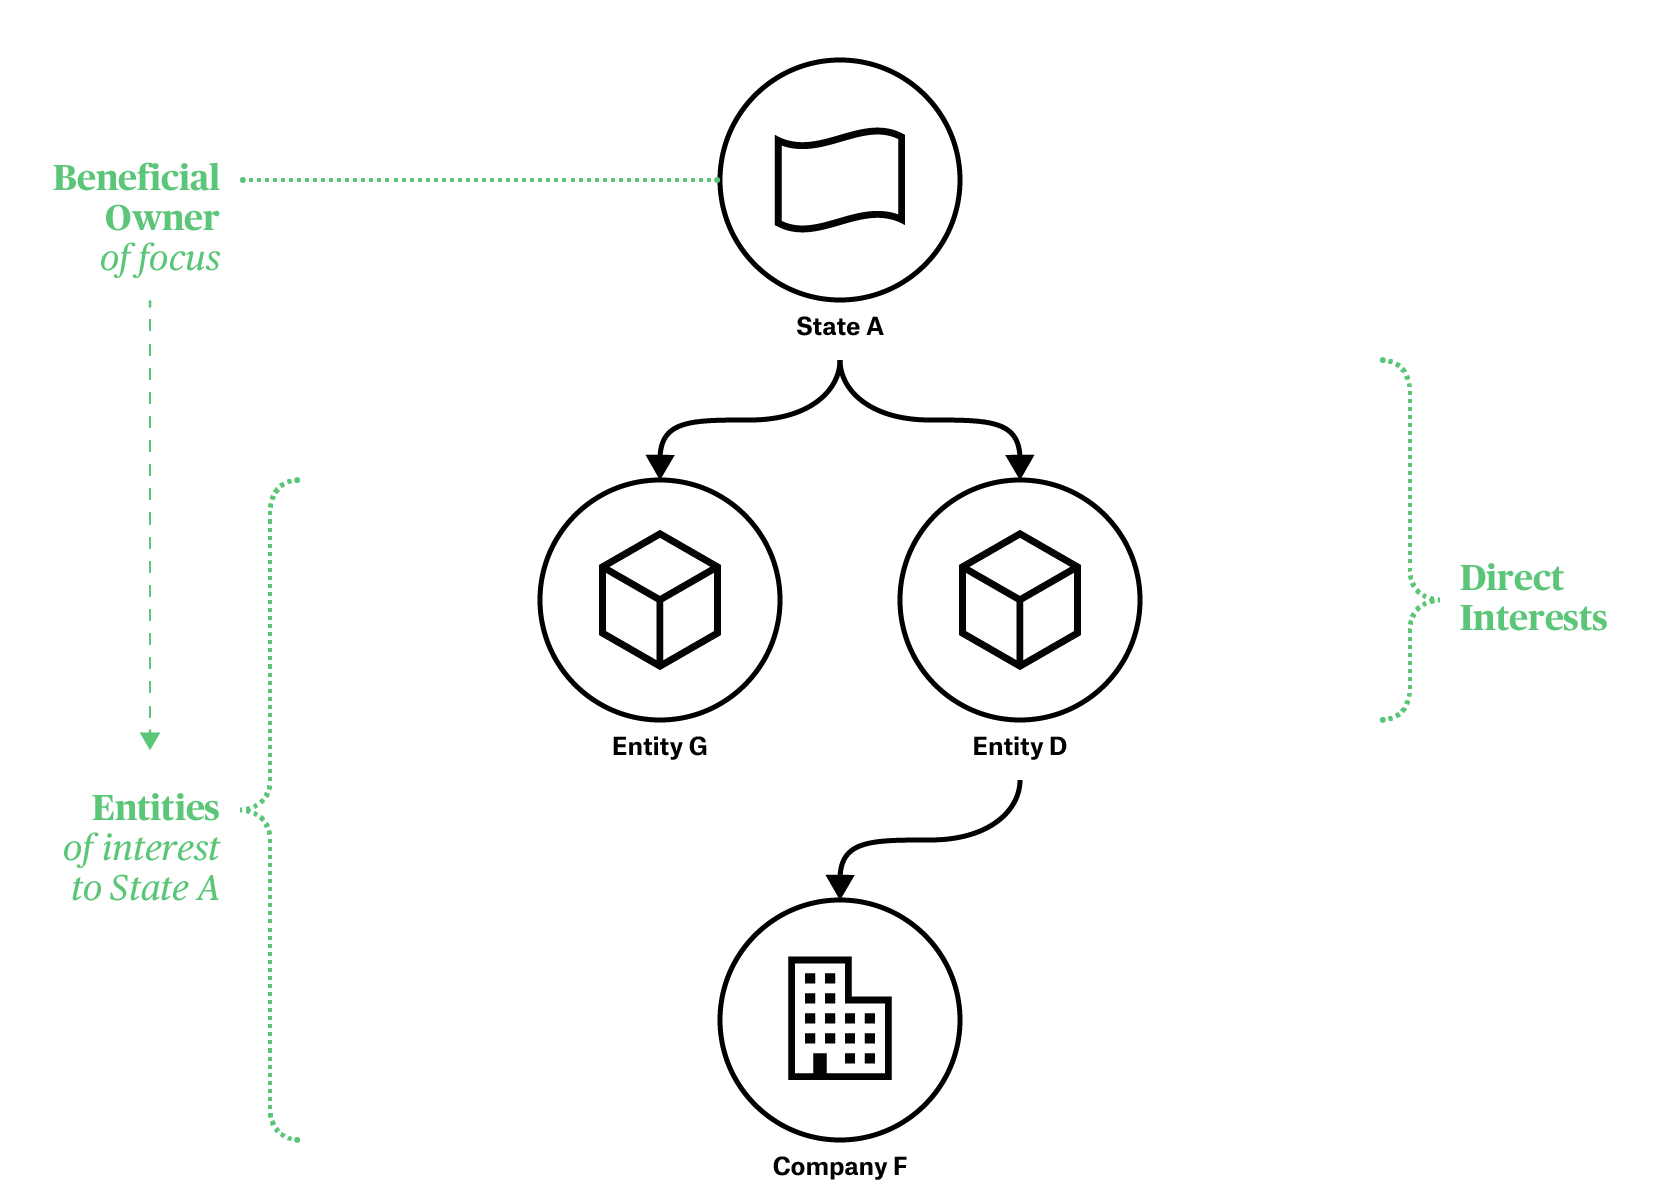 Beneficial
Owner
of focus
State A
Entity G
Entity D
Direct
Interests
Entities
of interest
to State A
Company F